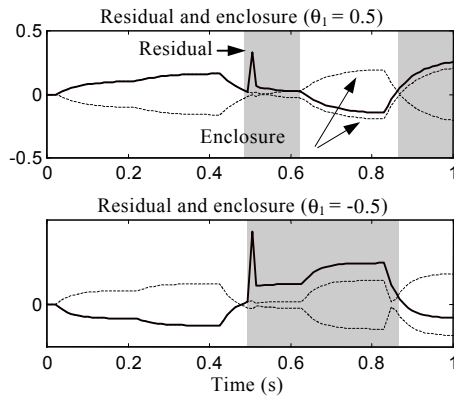 Residual and enclosure (θ1 = 0.5)
0.5
Residual
0
Enclosure
-0.5
0 0.2 0.4 0.6 0.8 1
Residual and enclosure (θ1 = -0.5)
0
0 0.2 0.4 0.6 0.8 1
Time (s)